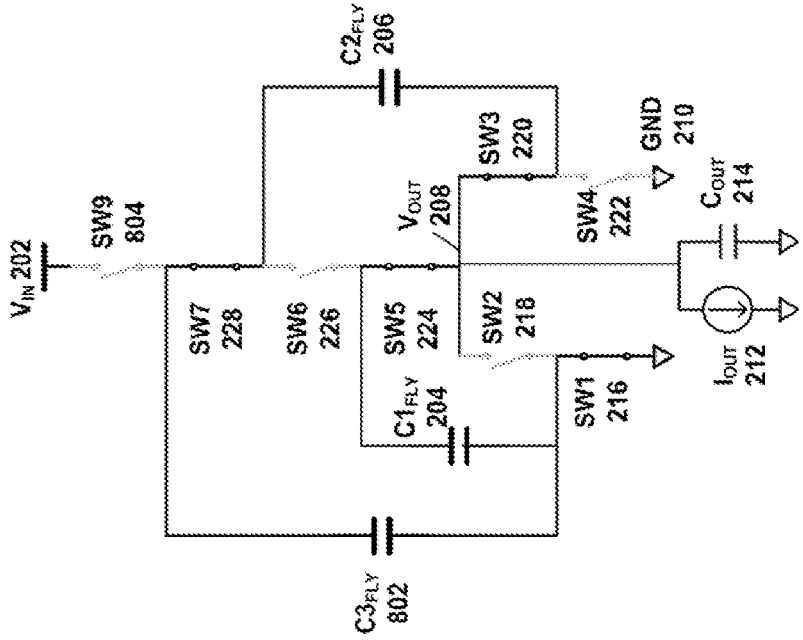 VIN 202
SW9
804
C2FLY
206
SW7
228
SW6
226
VOUT
208
SW3
220
SW5
224
C1FLY
204
SW2
218
SW4
222
GND
210
C3FLY
802
SW1
216
IOUT
212
COUT
214